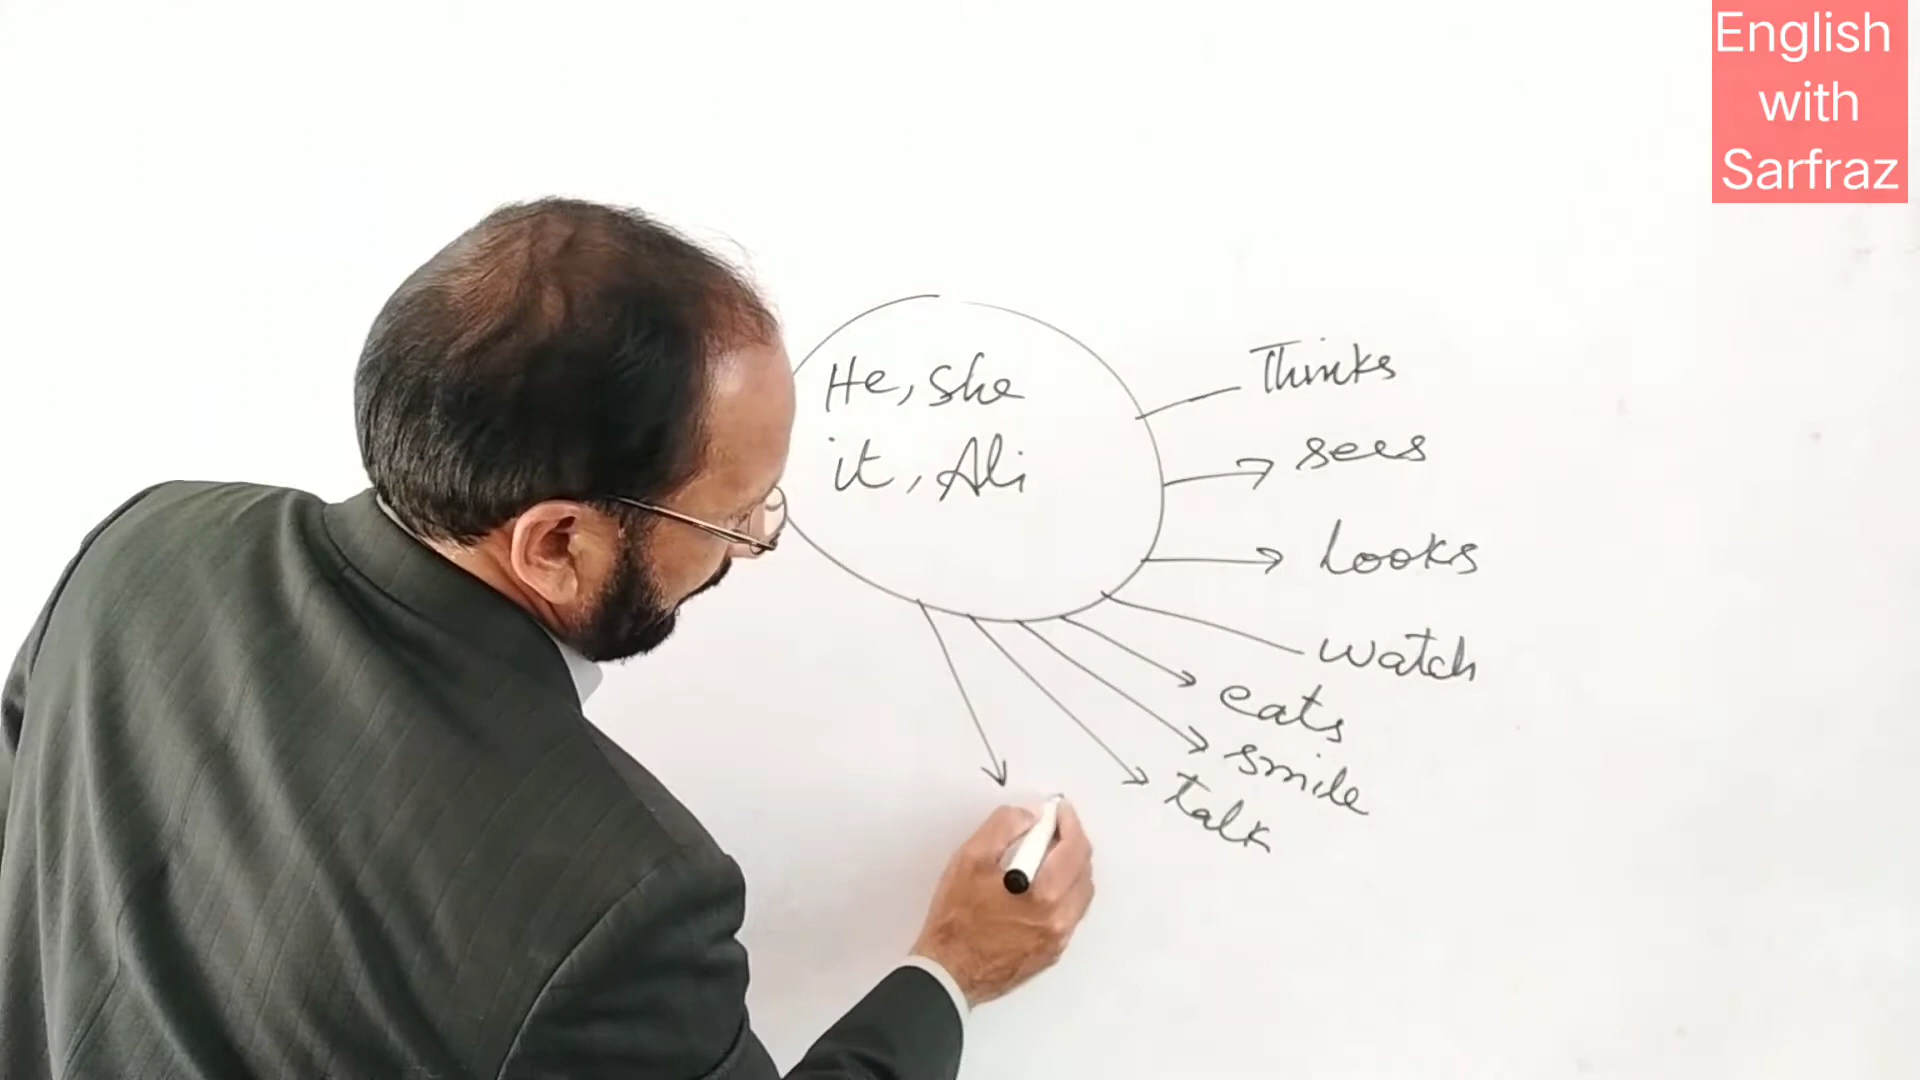 English
with
Sarfraz
He, She
it, Ali
Thinks
sees
Looks
watch
eats
smile
talk